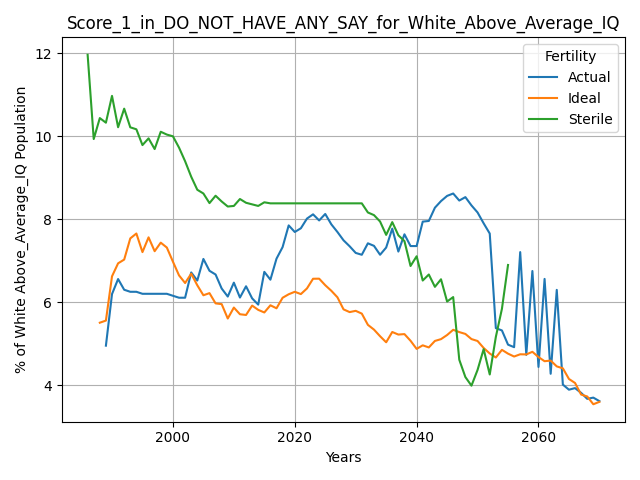 Score_1_in_DO_NOT_HAVE_ANY_SAY_for_White_Above_Average_IQ
% of White Above_Average_IQ Population
12
10
8
6
4
Fertility
Actual
Ideal
Sterile
2000
2020
2040
2060
Years